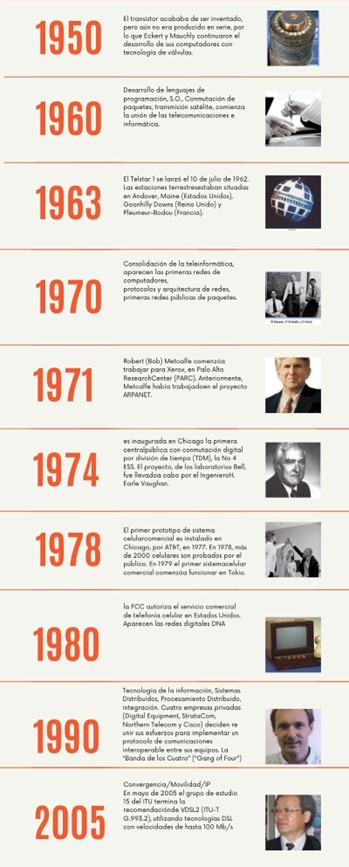 1950
El transistor acababa de ser inventado,
pero aún no era producido en serie, por
lo que Eckert y Mauchly continuaron el
desarrollo de sus computadores con
tecnología de válvulas.
1960
Desarrollo de lenguajes de
programación, S.O., Conmutación de
paquetes, transmisión satélite, comienza
la unión de las telecomunicaciones e
informática.
1963
El Telstar 1 se lanzó el 10 de julio de 1962.
Las estaciones terrestresestaban situadas
en Andover, Maine (Estados Unidos),
Goonhilly Downs (Reino Unido) y
Pleumeur-Bodou (Francia).
1970
Consolidación de la teleinformática,
aparecen las primeras redes de
computadores,
protocolos y arquitectura de redes,
primeras redes públicas de paquetes.
1971
Robert (Bob) Metcalfe comenzóa
trabajar para Xerox, en Palo Alto
ResearchCenter (PARC). Anteriormente,
Metcalfe había trabajadoen el proyecto
ARPANET.
1974
es inaugurada en Chicago la primera
centralpública con conmutación digital
por división de tiempo (TDM), la No 4
ESS. El proyecto, de los laboratorios Bell,
fue llevadoa cabo por el IngenieroH.
Earle Vaughan.
1978
El primer prototipo de sistema
celularcomercial es instalado en
Chicago, por AT&T, en 1977. En 1978, más
de 2000 celulares son probados por el
público. En 1979 el primer sistemacelular
comercial comenzóa funcionar en Tokio.
1980
la FCC autoriza el servicio comercial
de telefonía celular en Estados Unidos.
Aparecen las redes digitales DNA
1990
Tecnología de la información, Sistemas
Distribuidos, Procesamiento Distribuido,
integración. Cuatro empresas privadas
(Digital Equipment, StrataCom,
Northern Telecom y Cisco) deciden re
unir sus esfuerzos para implementar un
protocolo de comunicaciones
interoperable entre sus equipos. La
"Banda de los Cuatro" ("Gang of Four")
2005
Convergencia/Movilidad/IP
En mayo de 2005 el grupo de estudio
15 del ITU termina la
recomendónde VDSL2 (ITU-T
G.993.2), utilizando tecnologías DSL
con velocidades de hasta 100 Mb/s